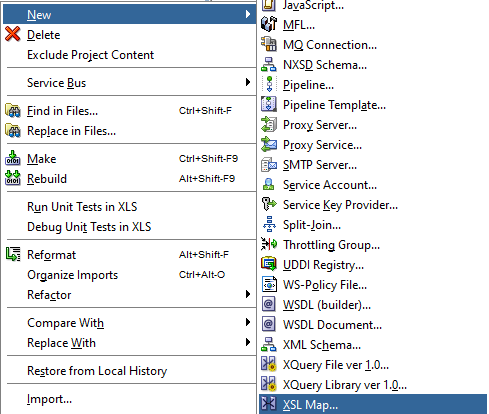 New
Delete
Exclude Project Content
Service Bus
Find in Files... Ctrl+Shift-F
Replace in Files...
Make Ctrl+Shift-F9
Rebuild Alt+Shift-F9
Run Unit Tests in XLS
Debug Unit Tests in XLS
Reformat Alt+Shift-F
Organize Imports Ctrl+Alt-O
Refactor
Compare With
Replace With
Restore from Local History
Import...
JavaScript...
MFL...
MQ Connection...
NXSD Schema...
Pipeline...
Pipeline Template...
Proxy Server...
Proxy Service...
SMTP Server...
Service Account...
Service Key Provider...
Split-Join...
Throttling Group...
UDDI Registry...
WS-Policy File...
WSDL (builder)...
WSDL Document...
XML Schema...
XQuery File ver 1.0...
XQuery Library ver 1.0...
XSL Map...